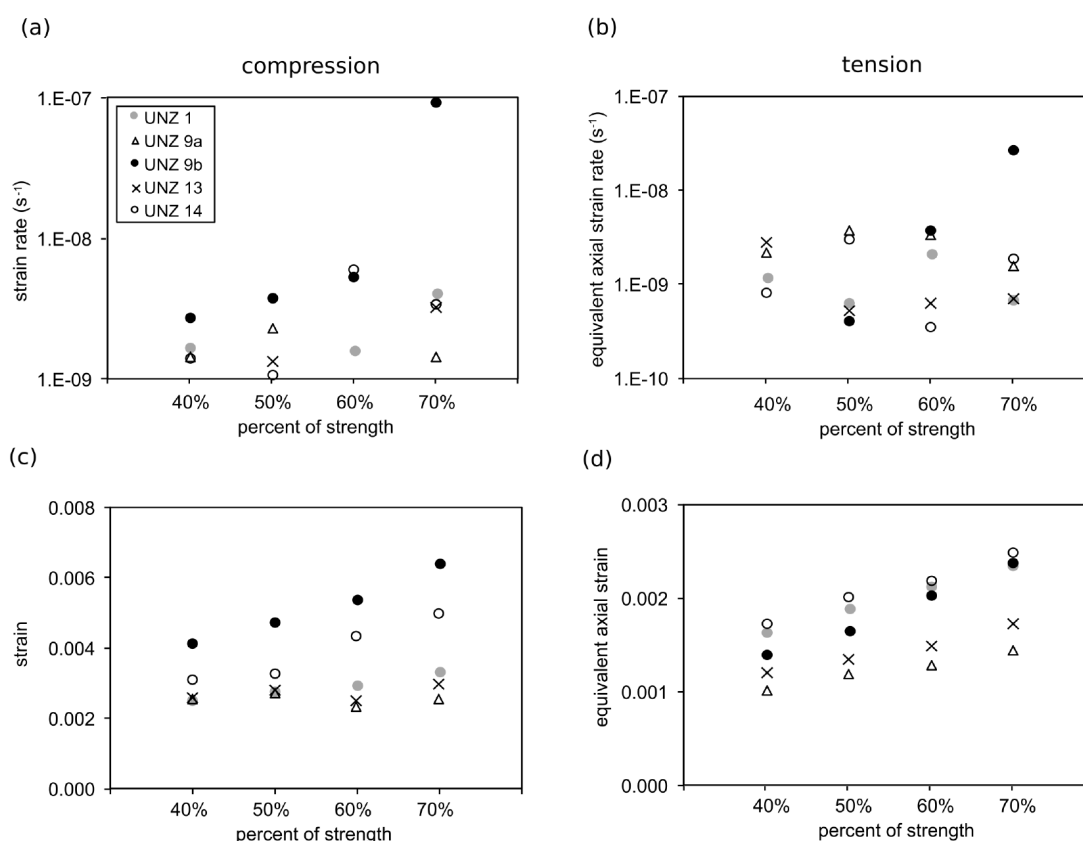 (a)
compression
strain rate (s⁻¹)
1.E-07
1.E-08
1.E-09
UNZ 1
UNZ 9a
UNZ 9b
UNZ 13
UNZ 14
40% 50% 60% 70%
percent of strength
(b)
tension
equivalent axial strain rate (s⁻¹)
1.E-07
1.E-08
1.E-09
1.E-10
40% 50% 60% 70%
percent of strength
(c)
strain
0.008
0.006
0.004
0.002
0.000
40% 50% 60% 70%
percent of strength
(d)
equivalent axial strain
0.003
0.002
0.001
0.000
40% 50% 60% 70%
percent of strength